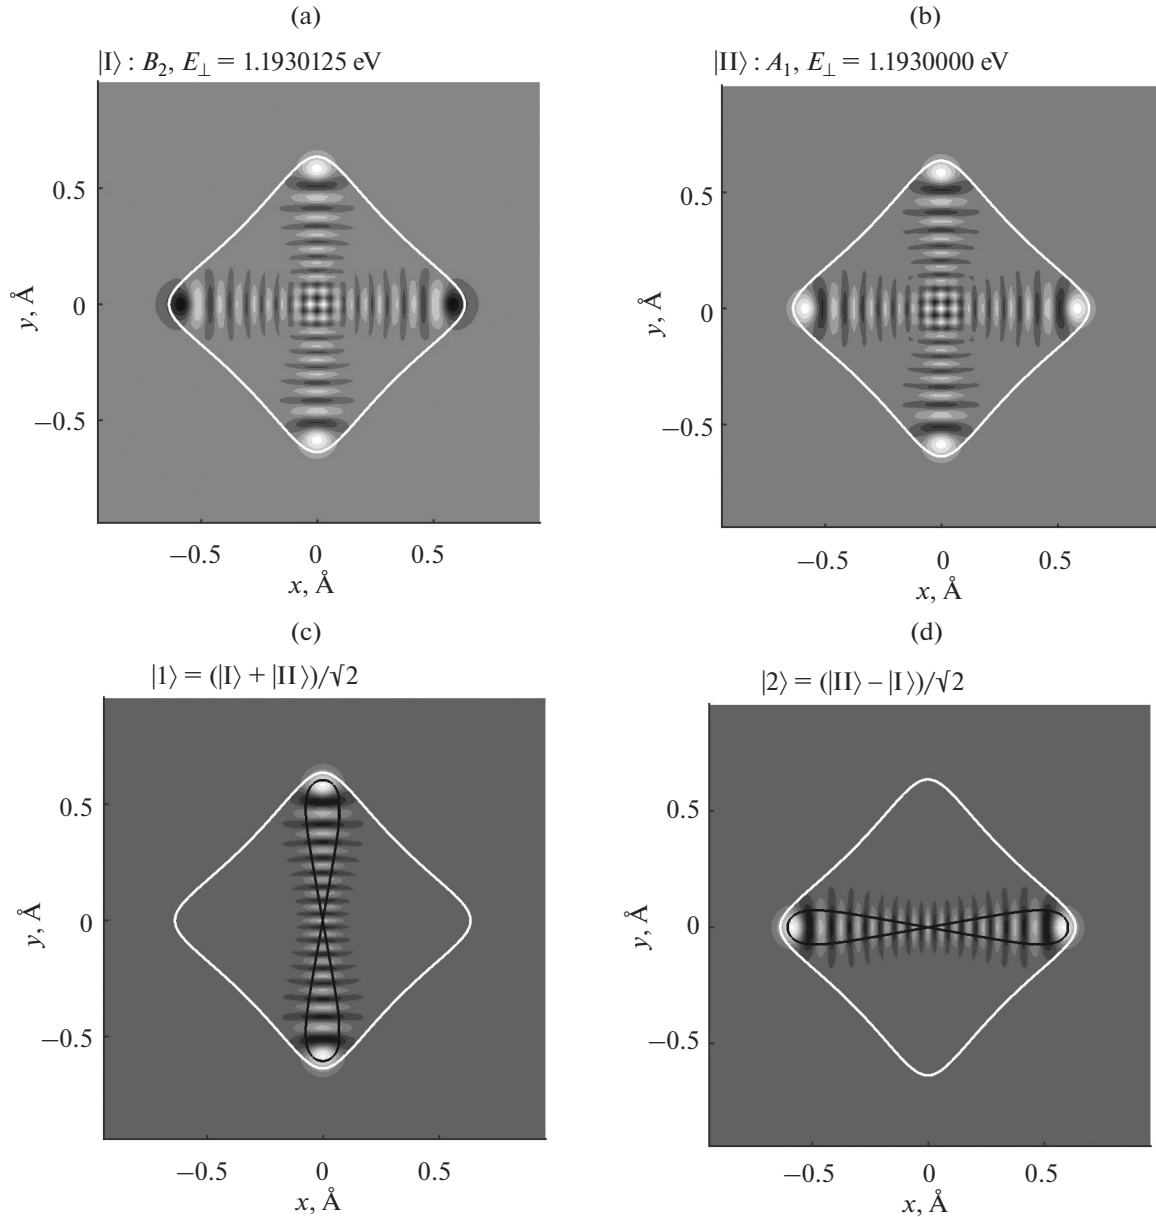 (a)
|I⟩ : B₂, E⊥ = 1.1930125 eV
0.5
0
−0.5
y, Å
−0.5 0 0.5
x, Å
(b)
|II⟩ : A₁, E⊥ = 1.1930000 eV
0.5
0
−0.5
y, Å
−0.5 0 0.5
x, Å
(c)
|1⟩ = (|I⟩ + |II⟩)/√2
0.5
0
−0.5
y, Å
−0.5 0 0.5
x, Å
(d)
|2⟩ = (|II⟩ – |I⟩)/√2
0.5
0
−0.5
y, Å
−0.5 0 0.5
x, Å